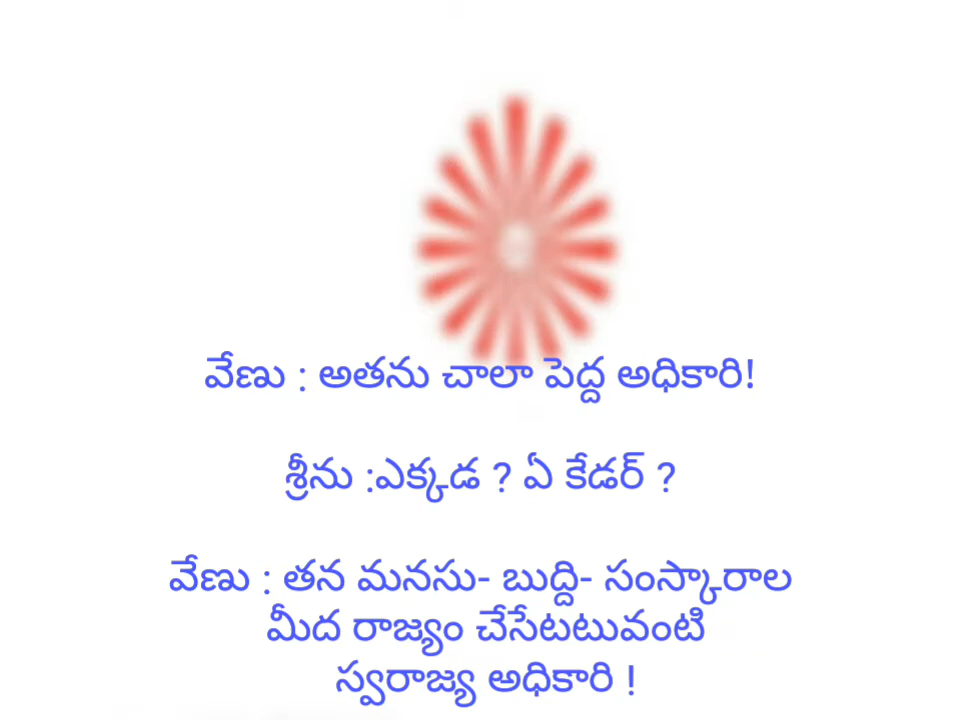 వేణు : అతను చాలా పెద్ద అధికారి!
శ్రీను :ఎక్కడ ? ఏ కేడర్ ?
వేణు : తన మనసు- బుద్ది- సంస్కారాల
మీద రాజ్యం చేసేటటువంటి
స్వరాజ్య అధికారి !